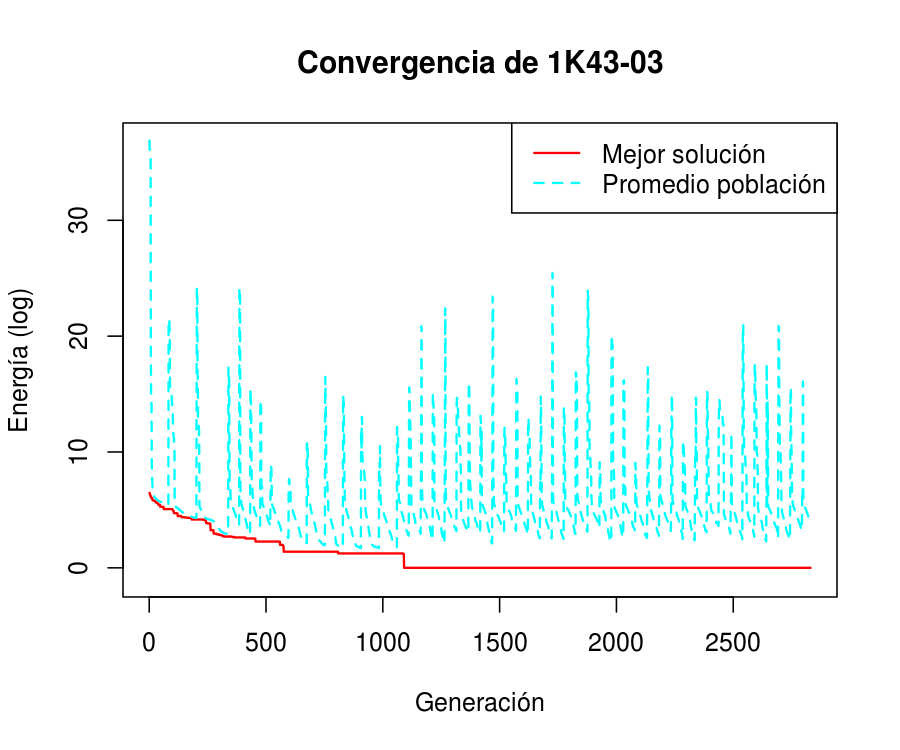 Convergencia de 1K43-03
Mejor solución
Promedio población
Energía (log)
30
20
10
0
0 500 1000 1500 2000 2500
Generación